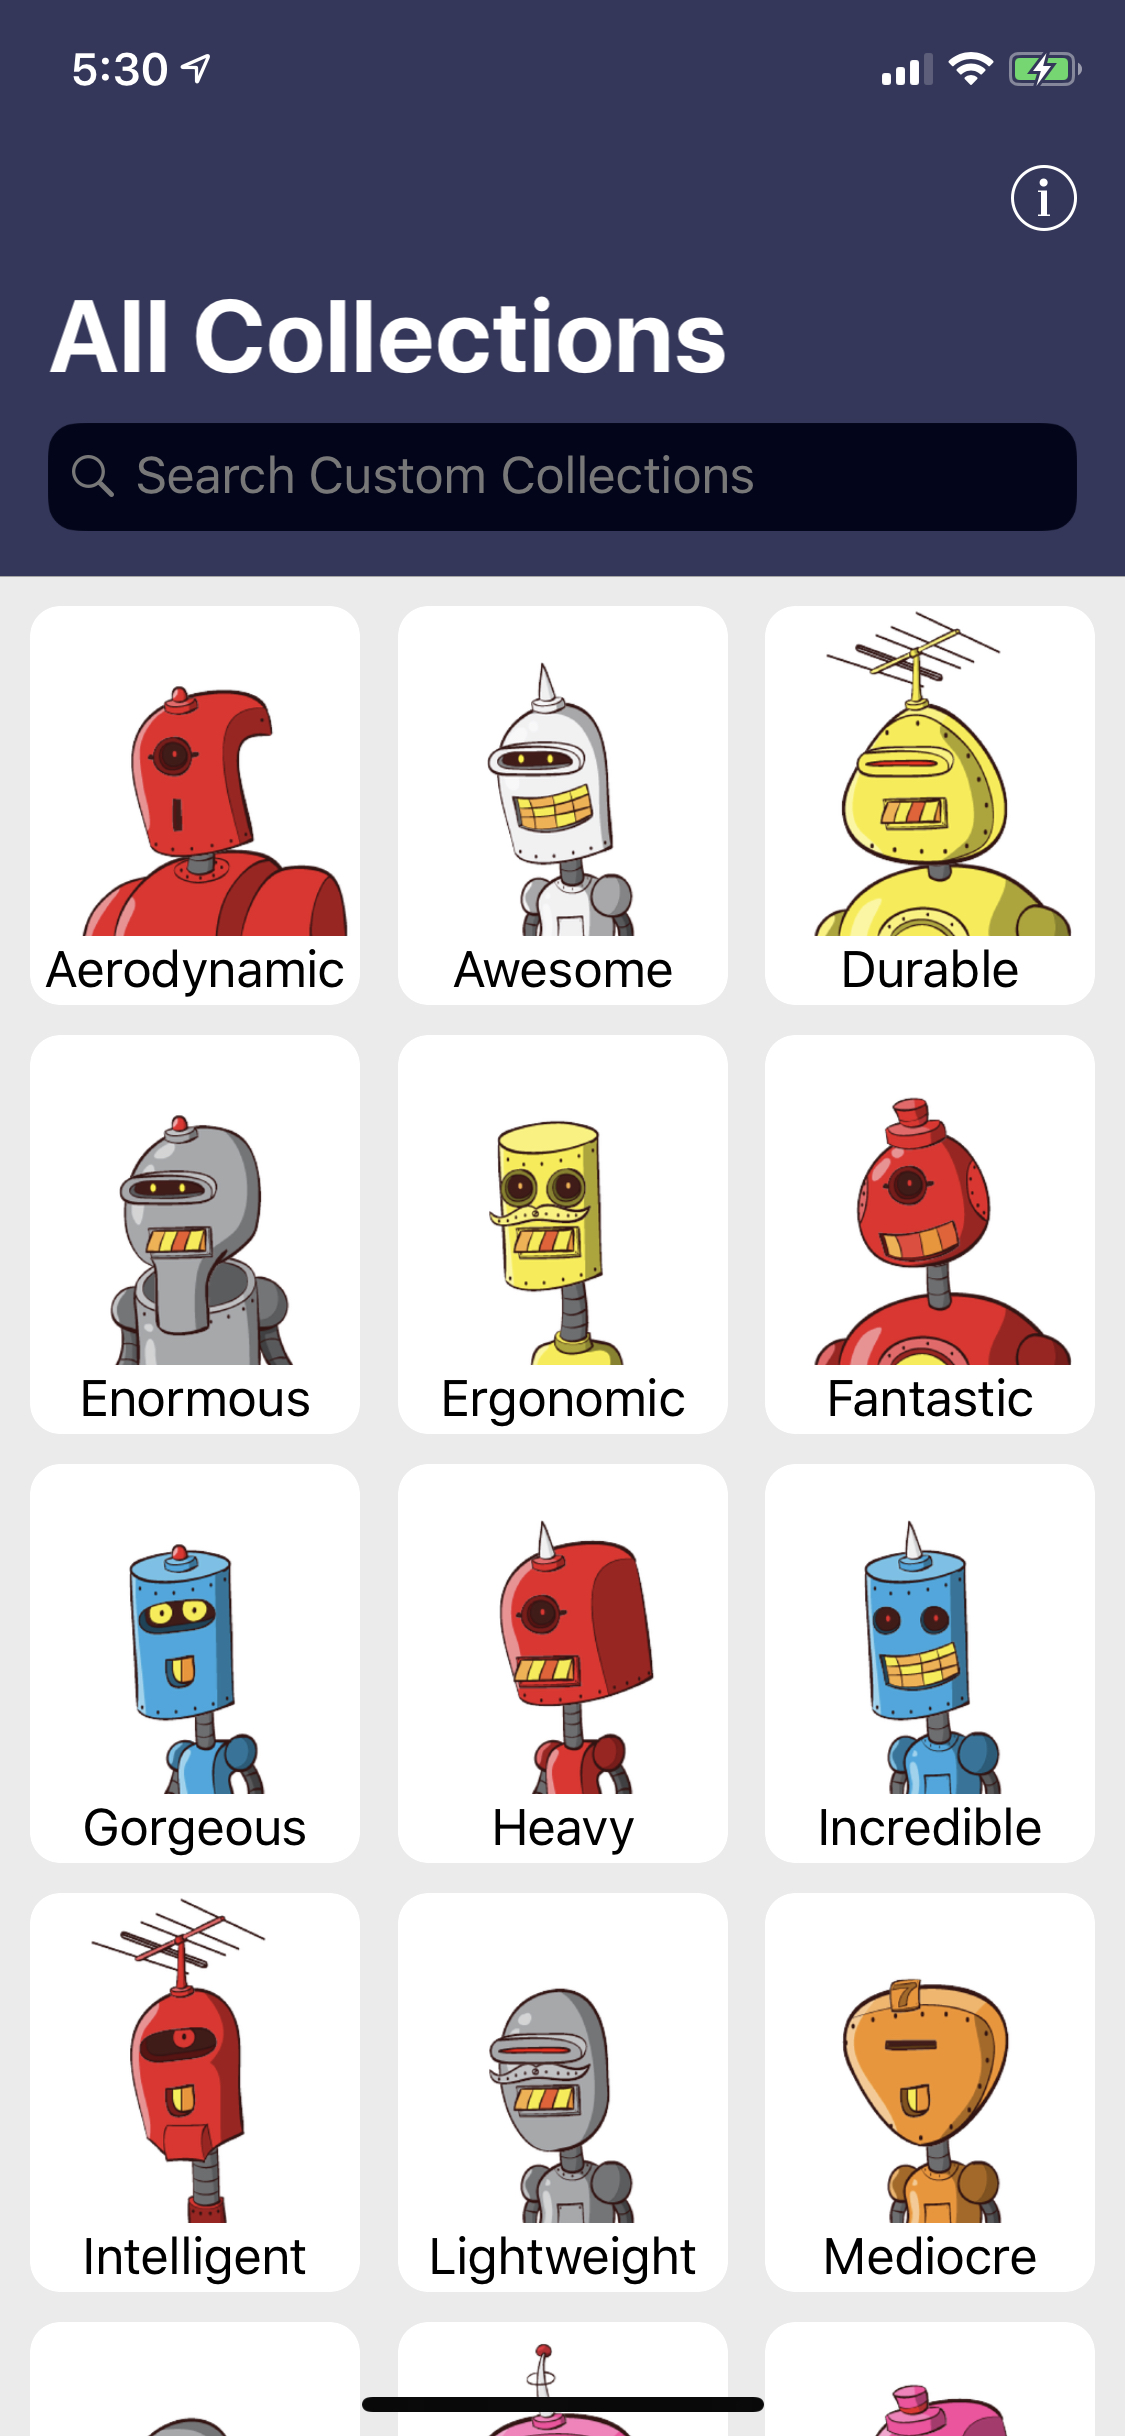 5:30
i
All Collections
Search Custom Collections
Aerodynamic
Awesome
Durable
Enormous
Ergonomic
Fantastic
Gorgeous
Heavy
Incredible
7
Intelligent
Lightweight
Mediocre